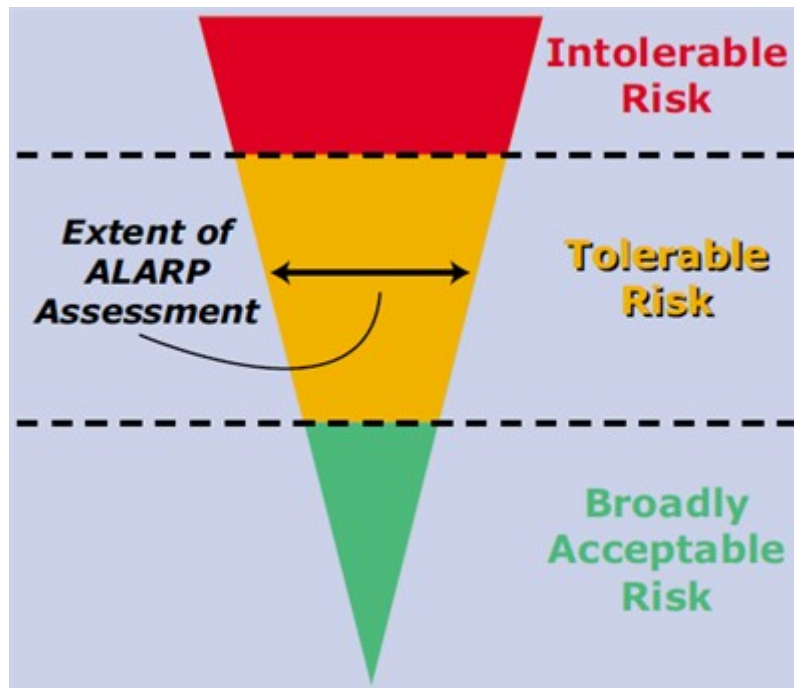 Intolerable
Risk
Extent of
ALARP
Assessment
Tolerable
Risk
Broadly
Acceptable
Risk